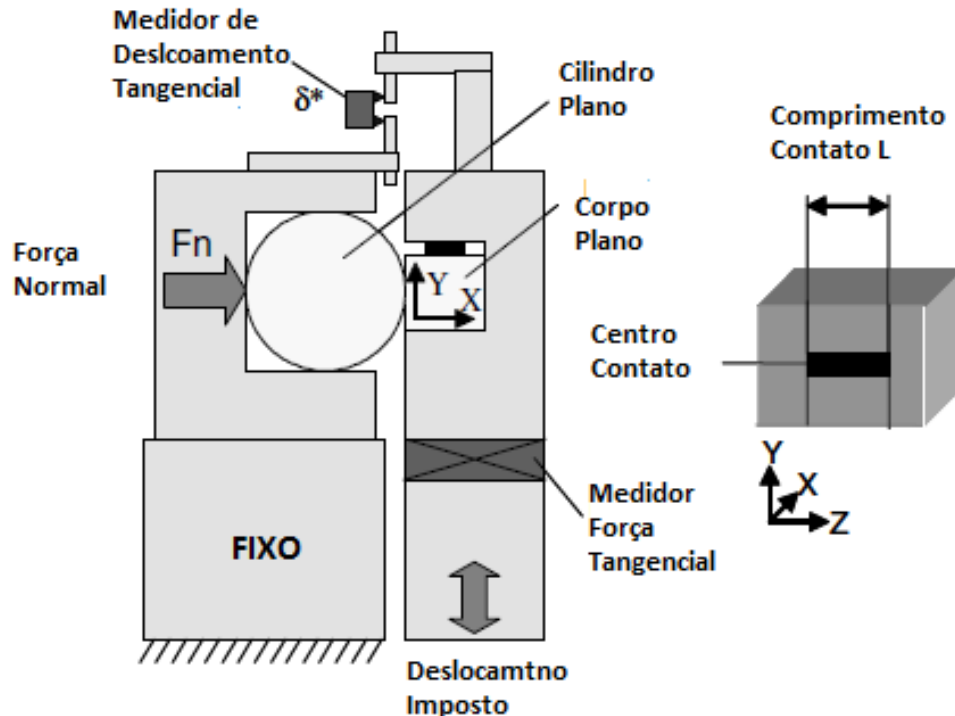 Medidor de
Deslcoamento
Tangencial
δ*
Cilindro
Plano
Comprimento
Contato L
Corpo
Plano
Força
Normal
Fn
Y
X
Centro
Contato
Medidor
Força
Tangencial
Y
X
Z
FIXO
Deslocamtno
Imposto